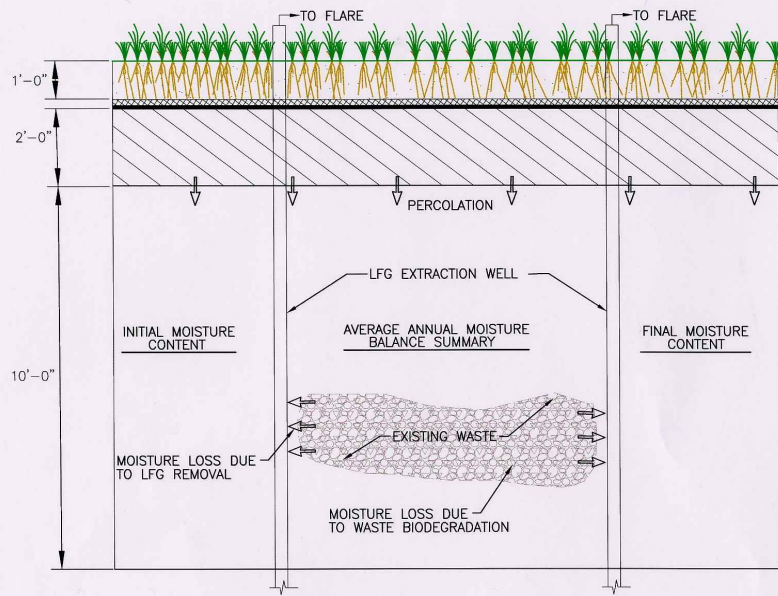 TO FLARE
TO FLARE
1'-0"
2'-0"
PERCOLATION
LFG EXTRACTION WELL
INITIAL MOISTURE
CONTENT
AVERAGE ANNUAL MOISTURE
BALANCE SUMMARY
FINAL MOISTURE
CONTENT
10'-0"
EXISTING WASTE
MOISTURE LOSS DUE
TO LFG REMOVAL
MOISTURE LOSS DUE
TO WASTE BIODEGRADATION